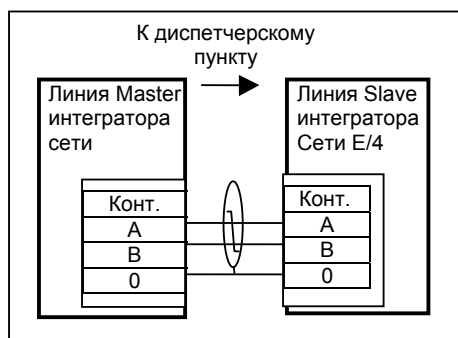 К диспетчерскому
пункту
Линия Master
интегратора
сети
Линия Slave
интегратора
Сети E/4
Конт.
A
B
0
Конт.
A
B
0